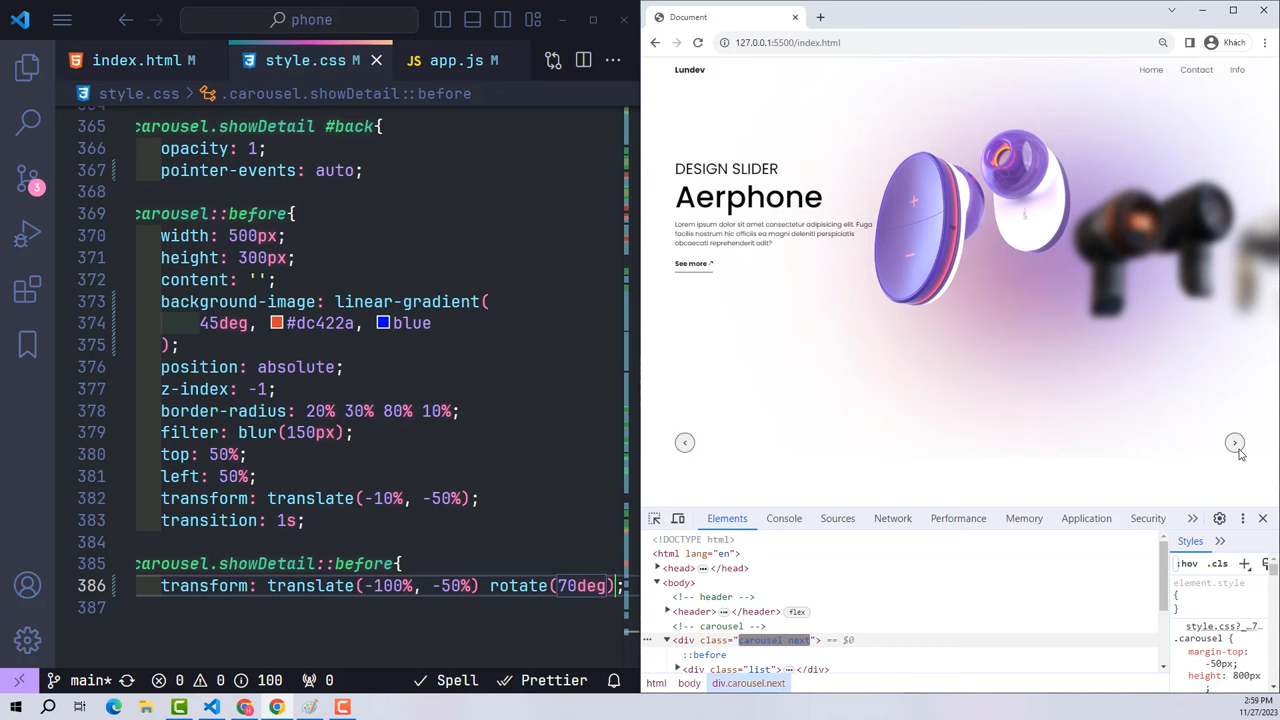 phone
index.html M
style.css M
app.js M
style.css > .carousel.showDetail::before
365 carousel.showDetail #back{
366 opacity: 1;
367 pointer-events: auto;
368
369 carousel::before{
370 width: 500px;
371 height: 300px;
372 content: '';
373 background-image: linear-gradient(
374 45deg, #dc422a, blue
375 );
376 position: absolute;
377 z-index: -1;
378 border-radius: 20% 30% 80% 10%;
379 filter: blur(150px);
380 top: 50%;
381 left: 50%;
382 transform: translate(-10%, -50%);
383 transition: 1s;
384
385 carousel.showDetail::before{
386 transform: translate(-100%, -50%) rotate(70deg);
387
3
main* 0 0 100 0 Spell Prettier
Document
127.0.0.1:5500/index.html
Khách
Lundev
Home Contact Info
DESIGN SLIDER
Aerphone
Lorem ipsum dolor sit amet consectetur adipisicing elit. Fuga
facilis nostrum hic officiis ea magni deleniti perspiciatis
obcaecati reprehenderit adit?
See more ↗
< >
Elements Console Sources Network Performance Memory Application Security
<!DOCTYPE html>
<html lang="en">
<head> ... </head>
<body>
<!-- header -->
<header> ... </header> flex
<!-- carousel -->
<div class="carousel next"> == $0
::before
<div class="list"> ... </div>
html body div.carousel.next
Styles
:hov .cls
element.style
{
}
style.css?_…7…
.carousel {
margin-top:
-50px;
height: 800px
;
2:59 PM
11/27/2023